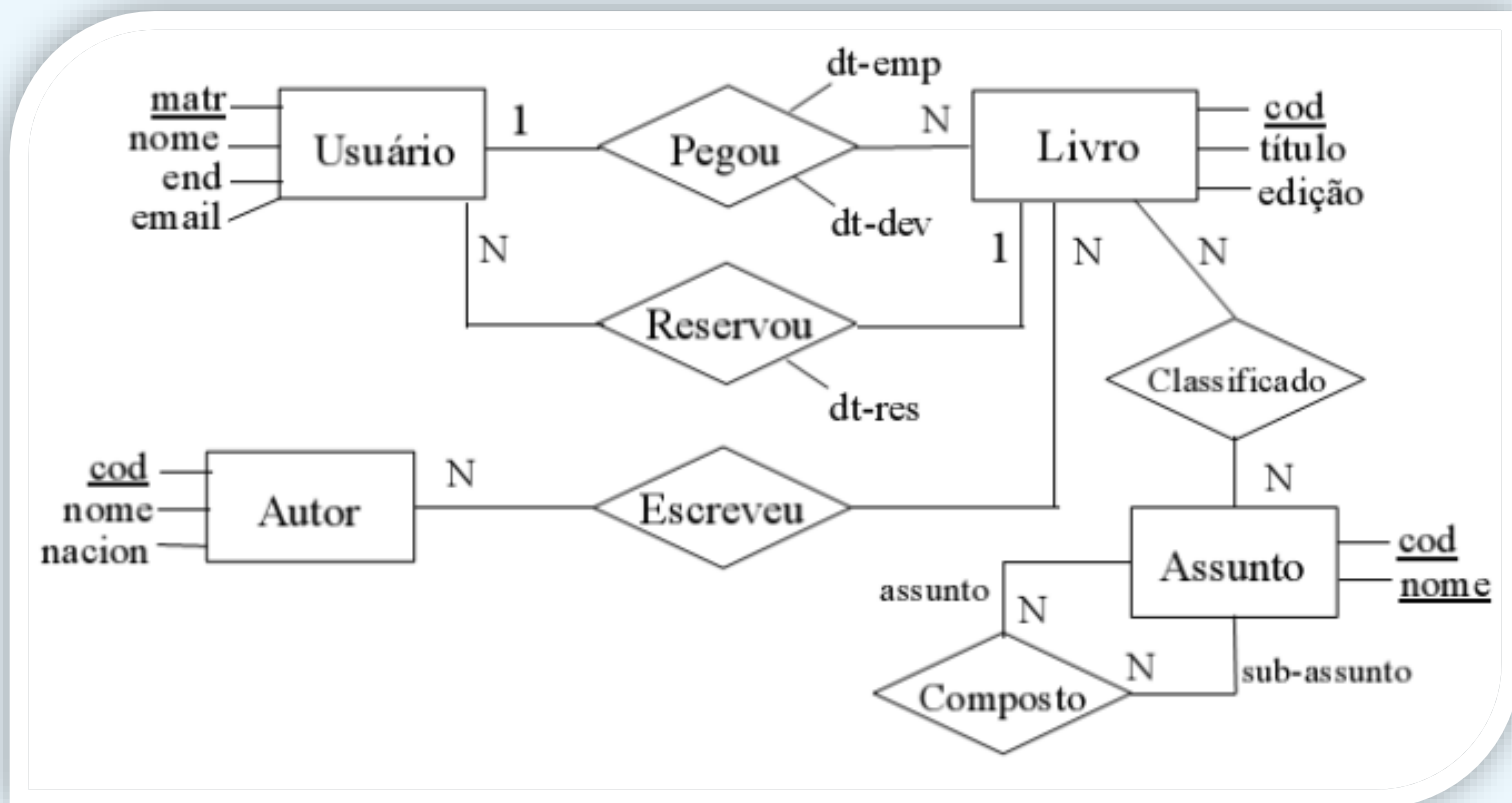 dt-emp
matr
nome
end
email
Usuário
1
Pegou
N
Livro
cod
título
edição
dt-dev
N
1
N
N
Reservou
dt-res
Classificado
cod
nome
nacion
Autor
N
Escreveu
N
Assunto
cod
nome
assunto
N
N
sub-assunto
Composto